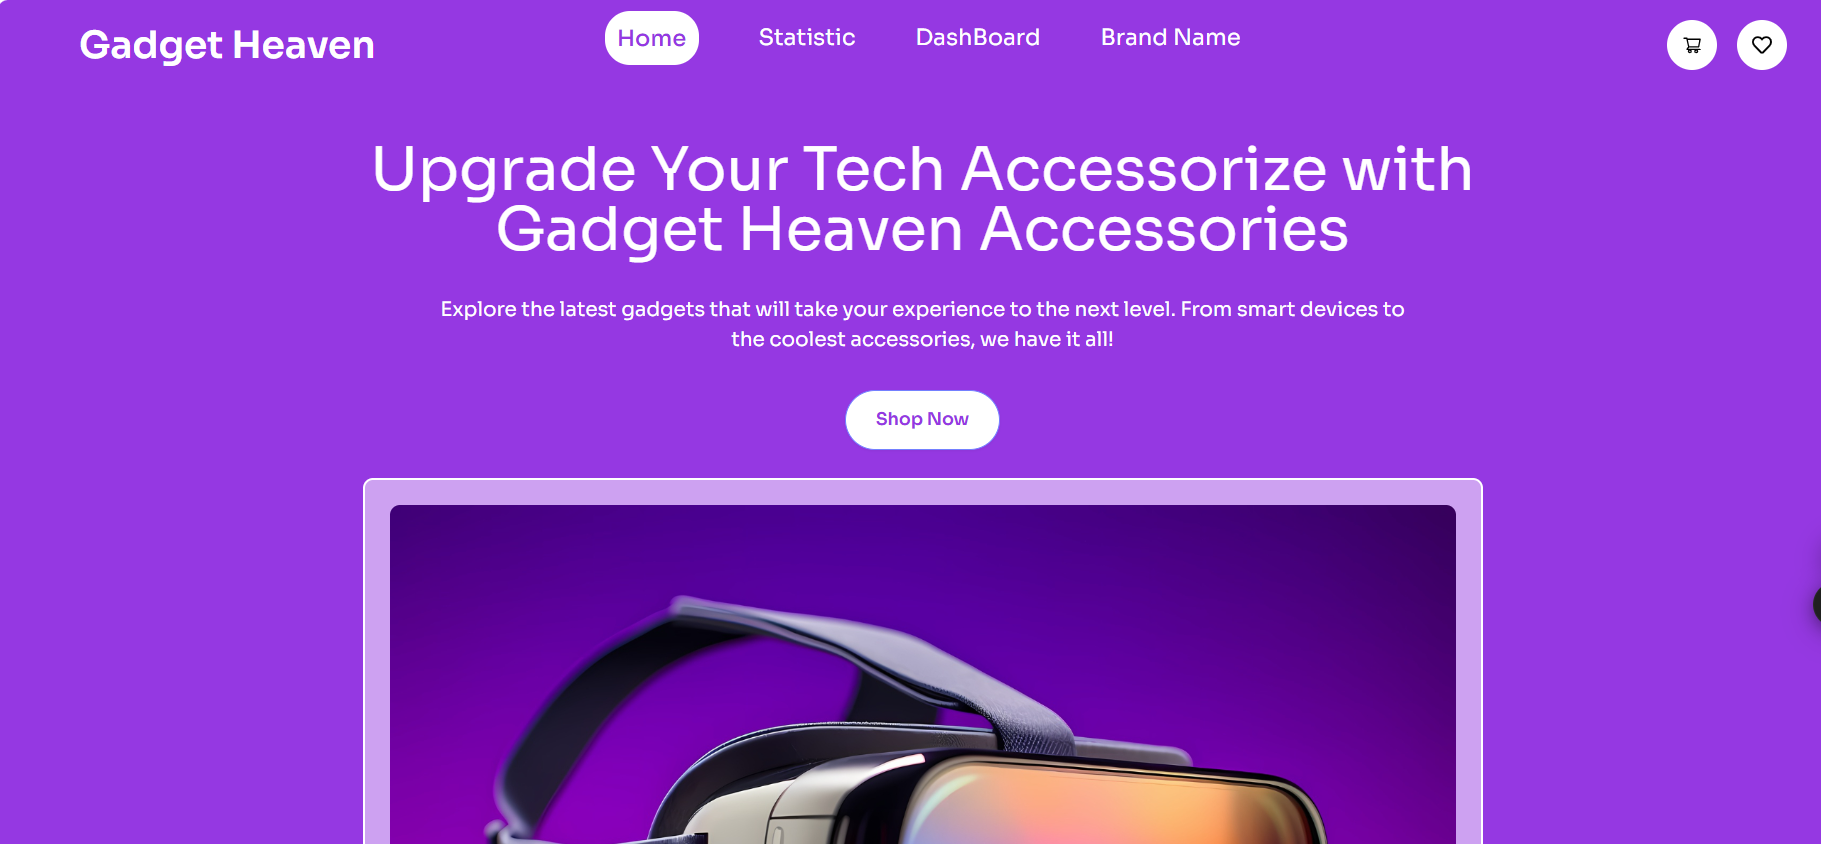 Gadget Heaven
Home
Statistic
DashBoard
Brand Name
Upgrade Your Tech Accessorize with
Gadget Heaven Accessories
Explore the latest gadgets that will take your experience to the next level. From smart devices to
the coolest accessories, we have it all!
Shop Now